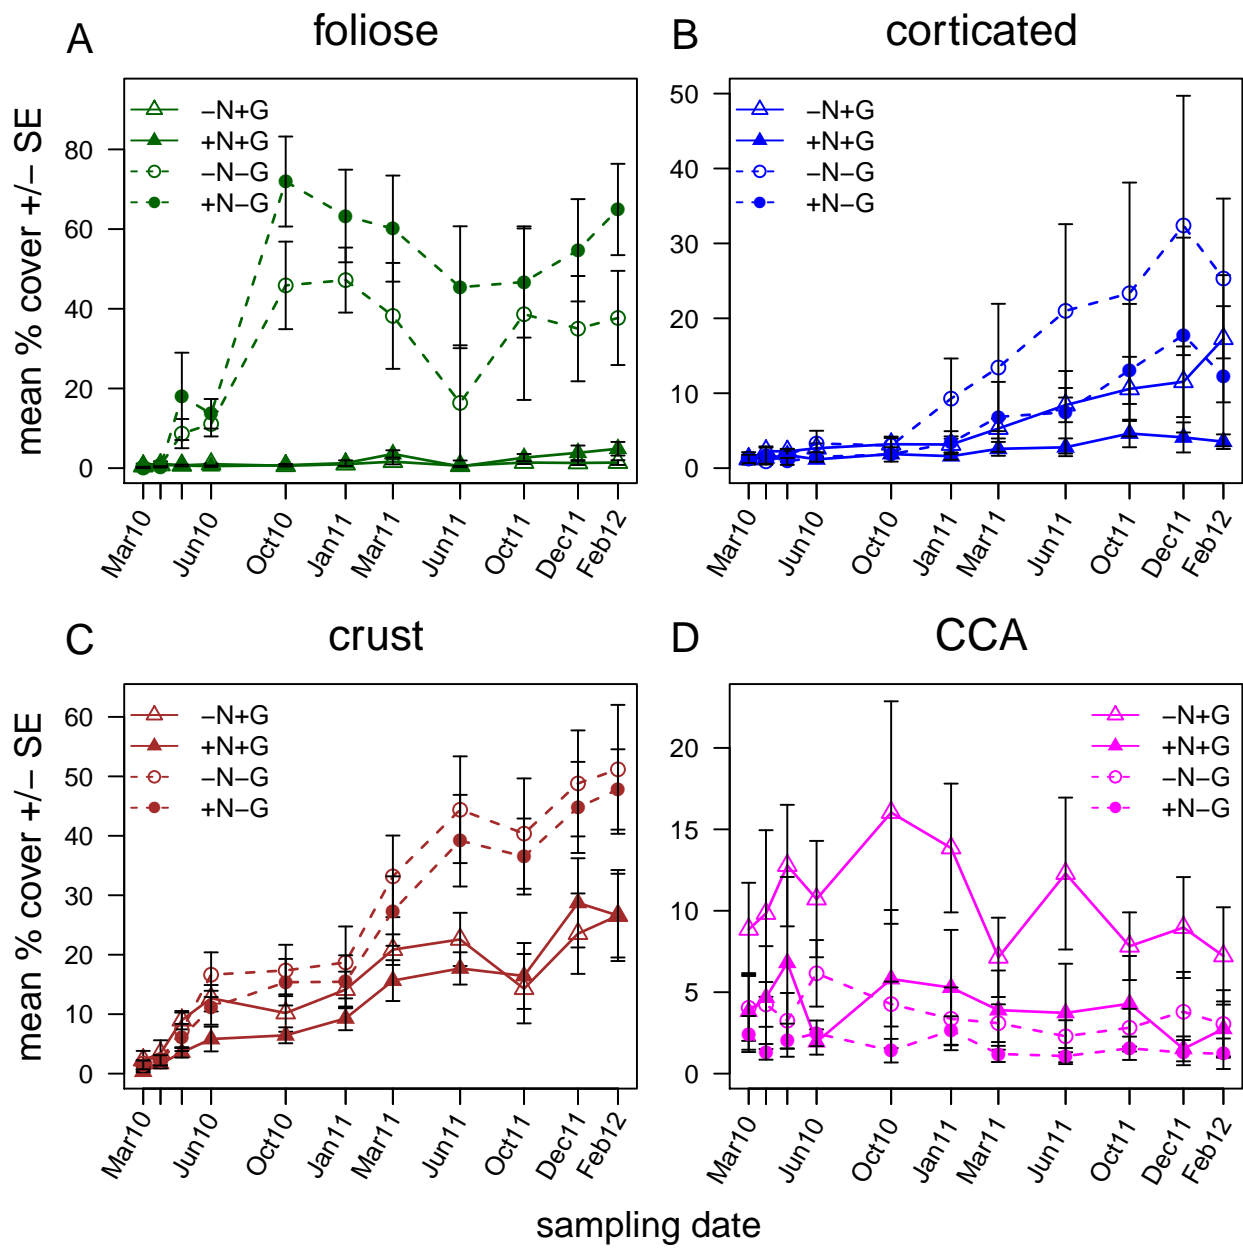 A foliose
mean % cover +/− SE
80
60
40
20
0
−N+G
+N+G
−N−G
+N−G
Mar10 Jun10 Oct10 Jan11 Mar11 Jun11 Oct11 Dec11 Feb12
B corticated
50
40
30
20
10
0
−N+G
+N+G
−N−G
+N−G
Mar10 Jun10 Oct10 Jan11 Mar11 Jun11 Oct11 Dec11 Feb12
C crust
mean % cover +/− SE
60
50
40
30
20
10
0
−N+G
+N+G
−N−G
+N−G
Mar10 Jun10 Oct10 Jan11 Mar11 Jun11 Oct11 Dec11 Feb12
D CCA
20
15
10
5
0
−N+G
+N+G
−N−G
+N−G
Mar10 Jun10 Oct10 Jan11 Mar11 Jun11 Oct11 Dec11 Feb12
sampling date